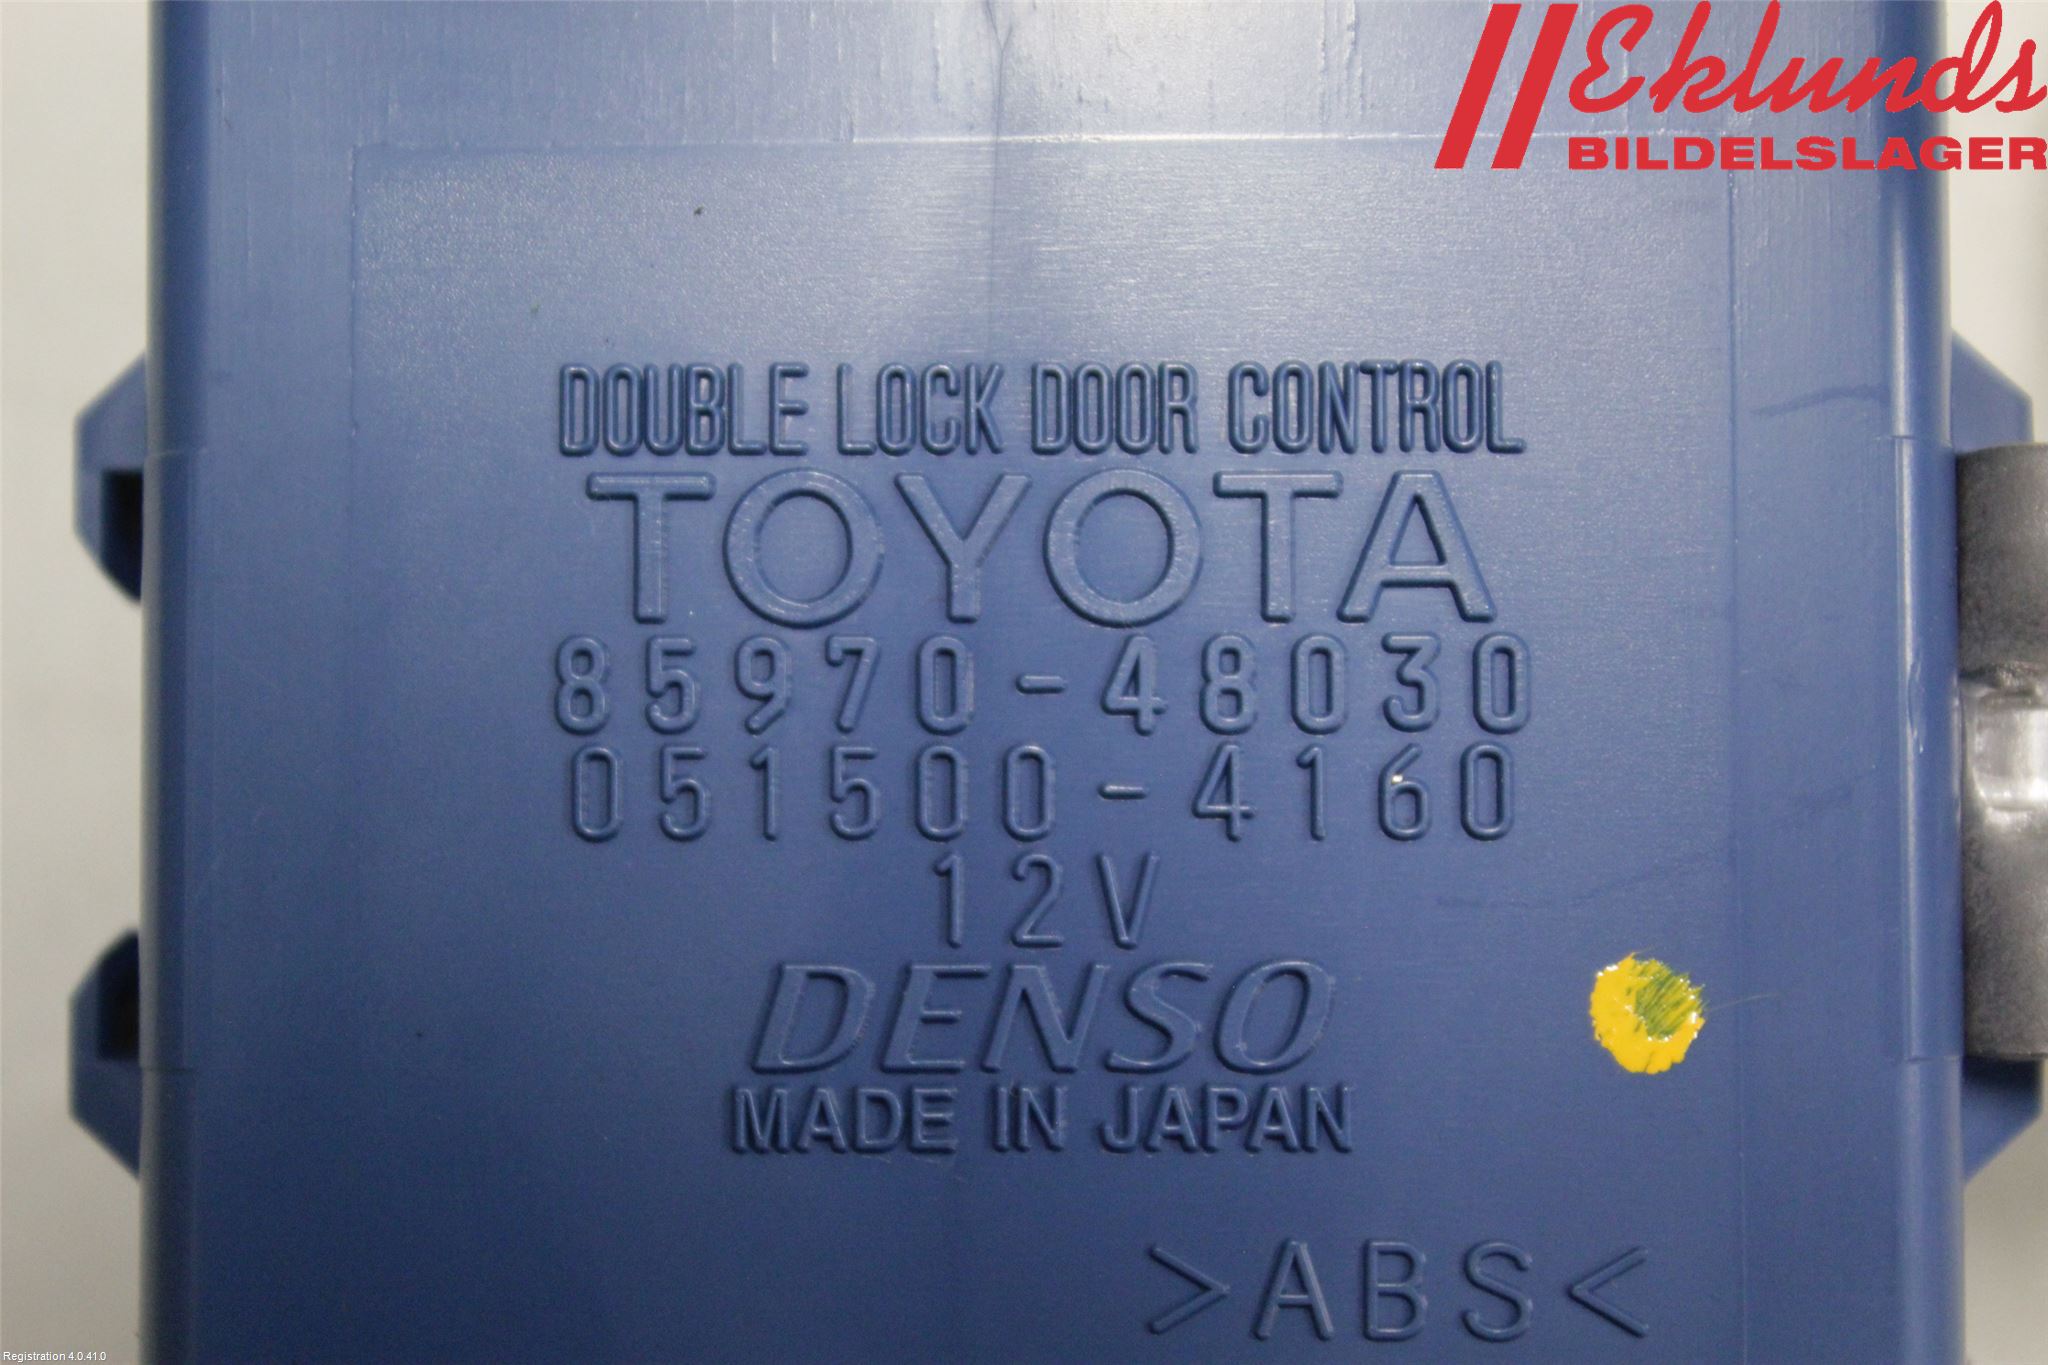 Eklunds
BILDELSLAGER
DOUBLE LOCK DOOR CONTROL
TOYOTA
85970-48030
051500-4160
12V
DENSO
MADE IN JAPAN
>ABS<
Registration 4.0.41.0